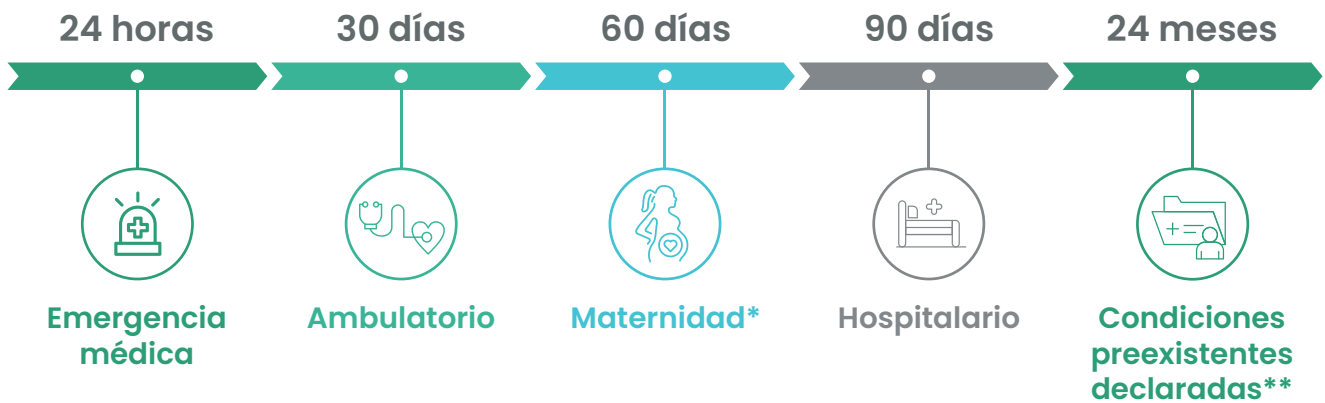 24 horas
30 días
60 días
90 días
24 meses
Emergencia
médica
Ambulatorio
Maternidad*
Hospitalario
Condiciones
preexistentes
declaradas**